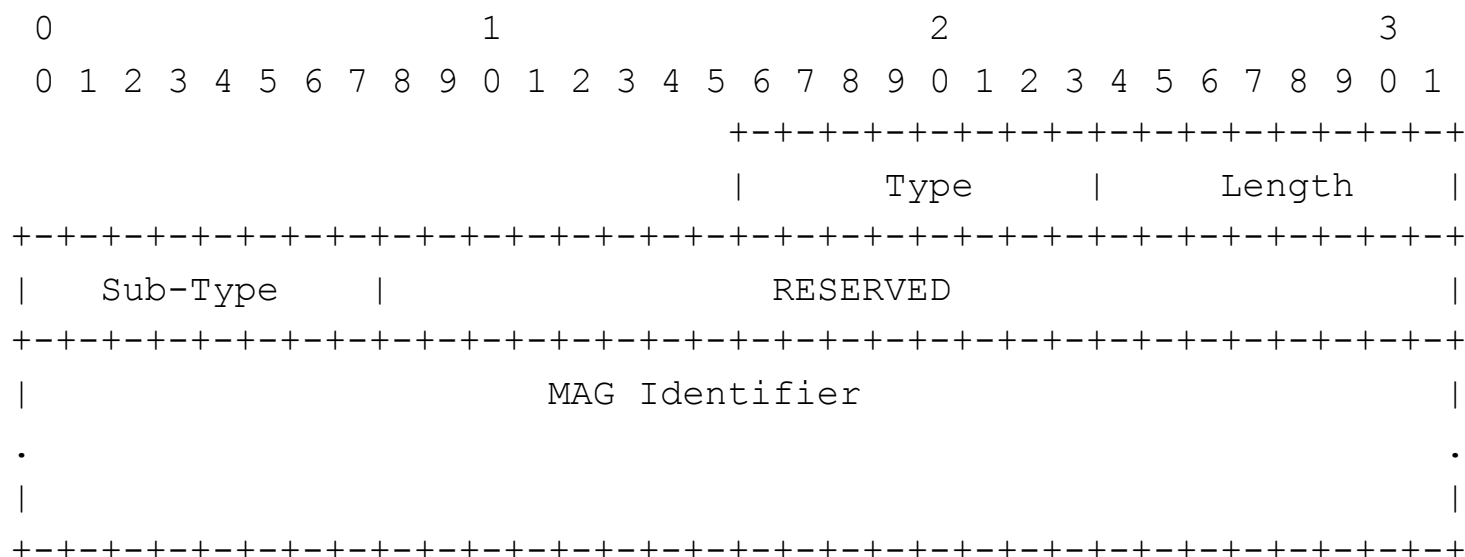 0                   1                   2                   3
 0 1 2 3 4 5 6 7 8 9 0 1 2 3 4 5 6 7 8 9 0 1 2 3 4 5 6 7 8 9 0 1
                                +-+-+-+-+-+-+-+-+-+-+-+-+-+-+-+-+
                                |      Type     |     Length    |
+-+-+-+-+-+-+-+-+-+-+-+-+-+-+-+-+-+-+-+-+-+-+-+-+-+-+-+-+-+-+-+-+
|   Sub-Type    |                 RESERVED                      |
+-+-+-+-+-+-+-+-+-+-+-+-+-+-+-+-+-+-+-+-+-+-+-+-+-+-+-+-+-+-+-+-+
|                       MAG Identifier                          |
.                                                               .
|                                                               |
+-+-+-+-+-+-+-+-+-+-+-+-+-+-+-+-+-+-+-+-+-+-+-+-+-+-+-+-+-+-+-+-+